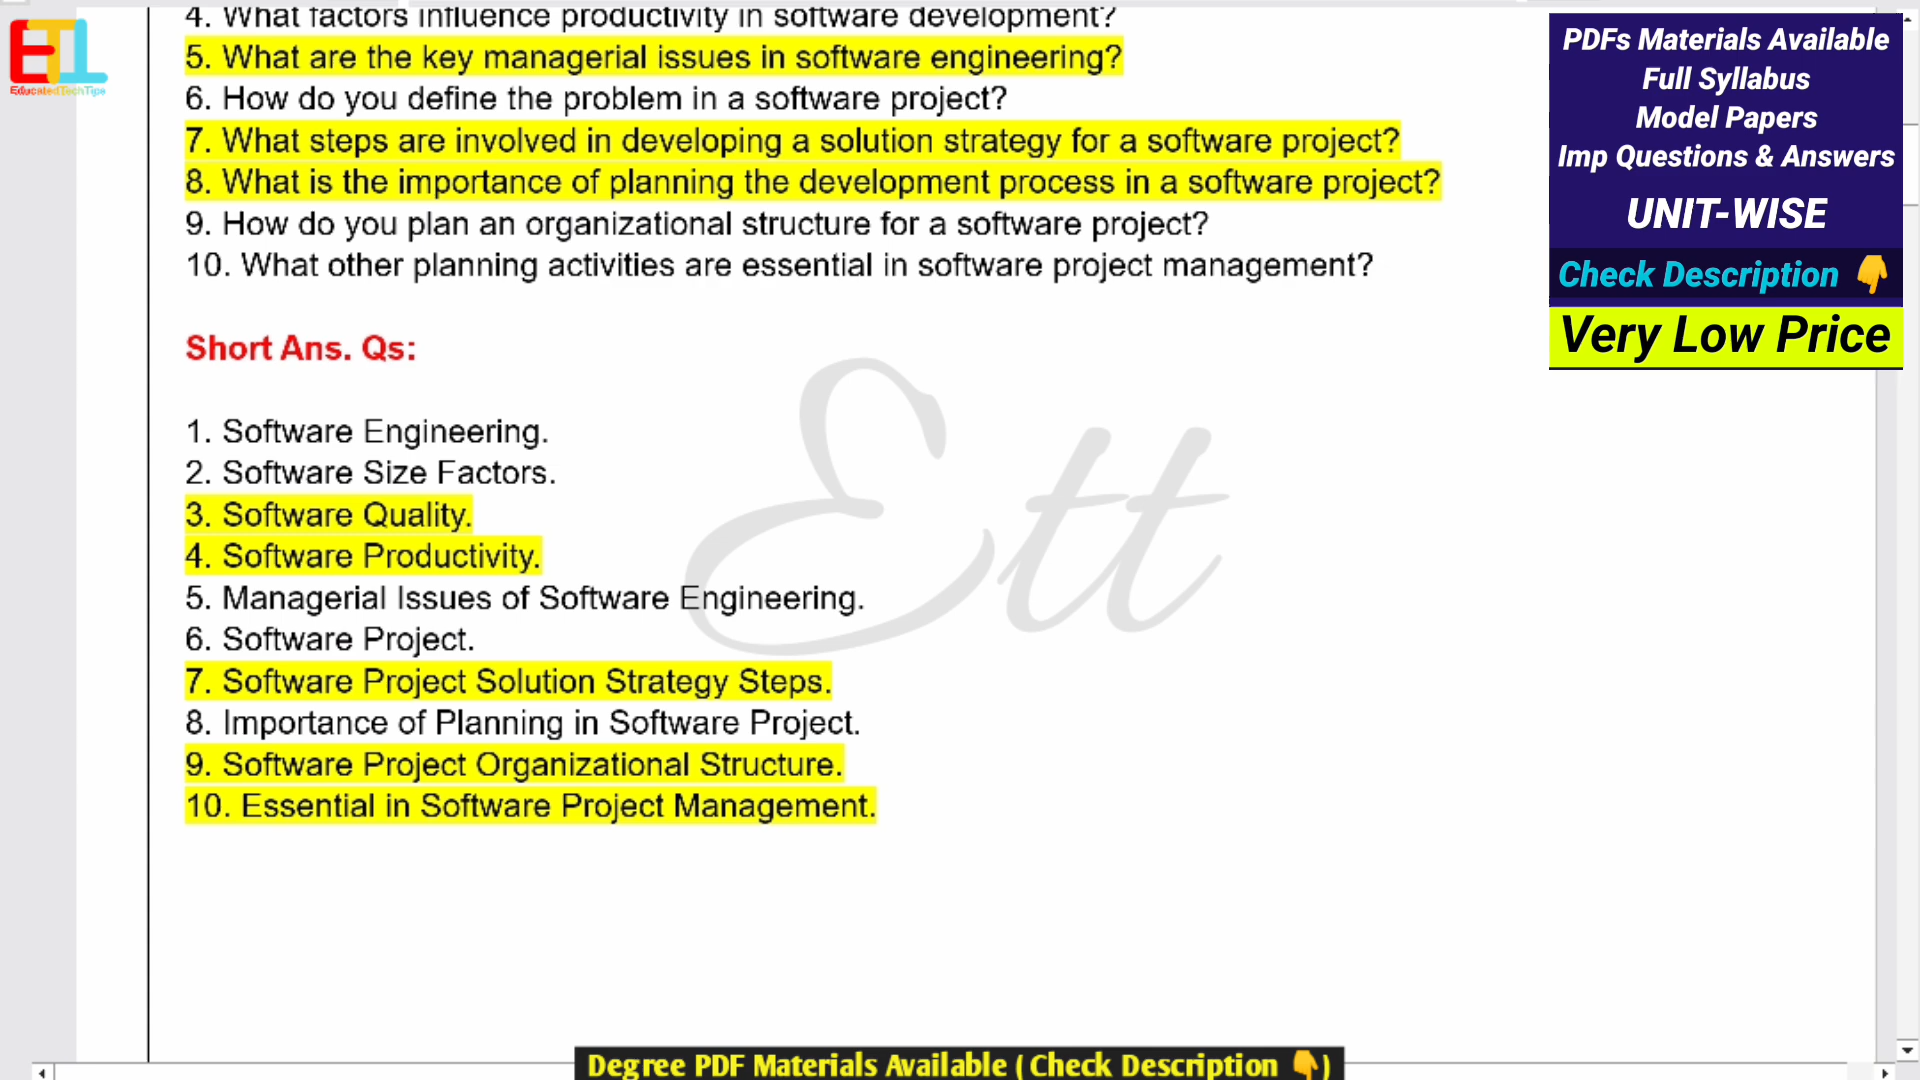 4. What factors influence productivity in software development?
5. What are the key managerial issues in software engineering?
6. How do you define the problem in a software project?
7. What steps are involved in developing a solution strategy for a software project?
8. What is the importance of planning the development process in a software project?
9. How do you plan an organizational structure for a software project?
10. What other planning activities are essential in software project management?
Short Ans. Qs:
1. Software Engineering.
2. Software Size Factors.
3. Software Quality.
4. Software Productivity.
5. Managerial Issues of Software Engineering.
6. Software Project.
7. Software Project Solution Strategy Steps.
8. Importance of Planning in Software Project.
9. Software Project Organizational Structure.
10. Essential in Software Project Management.
Ett
ETT
EducatedTechTips
PDFs Materials Available
Full Syllabus
Model Papers
Imp Questions & Answers
UNIT-WISE
Check Description 👇
Very Low Price
Degree PDF Materials Available ( Check Description 👇)